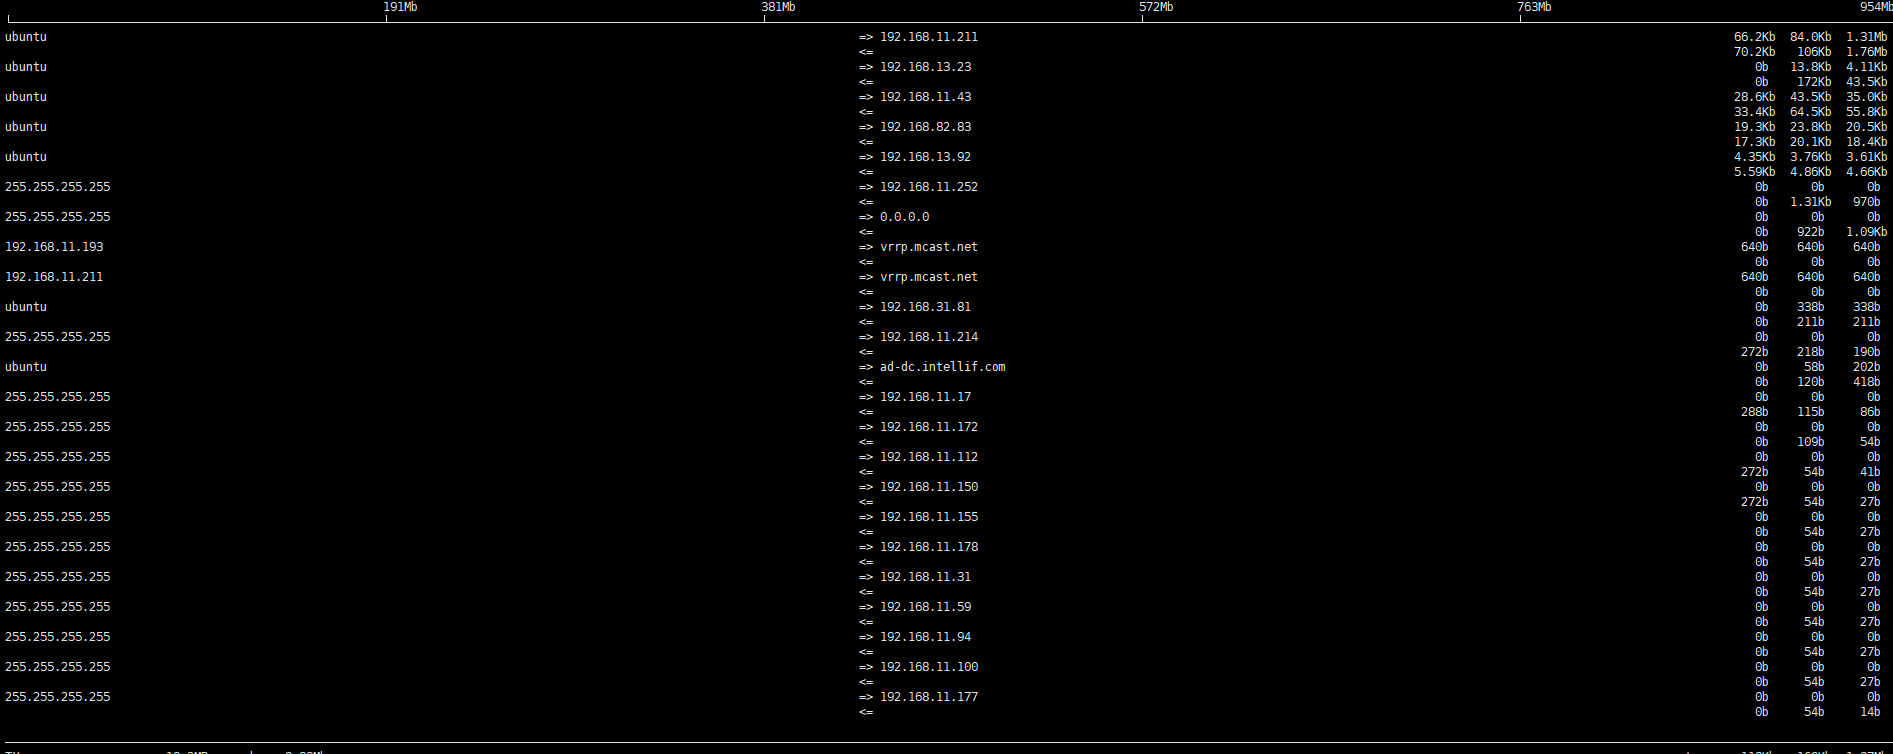 191Mb 381Mb 572Mb 763Mb 954Mb
ubuntu => 192.168.11.211 66.2Kb 84.0Kb 1.31Mb
<= 70.2Kb 106Kb 1.76Mb
ubuntu => 192.168.13.23 0b 13.8Kb 4.11Kb
<= 0b 172Kb 43.5Kb
ubuntu => 192.168.11.43 28.6Kb 43.5Kb 35.0Kb
<= 33.4Kb 64.5Kb 55.8Kb
ubuntu => 192.168.82.83 19.3Kb 23.8Kb 20.5Kb
<= 17.3Kb 20.1Kb 18.4Kb
ubuntu => 192.168.13.92 4.35Kb 3.76Kb 3.61Kb
<= 5.59Kb 4.86Kb 4.66Kb
255.255.255.255 => 192.168.11.252 0b 0b 0b
<= 0b 1.31Kb 970b
255.255.255.255 => 0.0.0.0 0b 0b 0b
<= 0b 922b 1.09Kb
192.168.11.193 => vrrp.mcast.net 640b 640b 640b
<= 0b 0b 0b
192.168.11.211 => vrrp.mcast.net 640b 640b 640b
<= 0b 0b 0b
ubuntu => 192.168.31.81 0b 338b 338b
<= 0b 211b 211b
255.255.255.255 => 192.168.11.214 0b 0b 0b
<= 272b 218b 190b
ubuntu => ad-dc.intellif.com 0b 58b 202b
<= 0b 120b 418b
255.255.255.255 => 192.168.11.17 0b 0b 0b
<= 288b 115b 86b
255.255.255.255 => 192.168.11.172 0b 0b 0b
<= 0b 109b 54b
255.255.255.255 => 192.168.11.112 0b 0b 0b
<= 272b 54b 41b
255.255.255.255 => 192.168.11.150 0b 0b 0b
<= 272b 54b 27b
255.255.255.255 => 192.168.11.155 0b 0b 0b
<= 0b 54b 27b
255.255.255.255 => 192.168.11.178 0b 0b 0b
<= 0b 54b 27b
255.255.255.255 => 192.168.11.31 0b 0b 0b
<= 0b 54b 27b
255.255.255.255 => 192.168.11.59 0b 0b 0b
<= 0b 54b 27b
255.255.255.255 => 192.168.11.94 0b 0b 0b
<= 0b 54b 27b
255.255.255.255 => 192.168.11.100 0b 0b 0b
<= 0b 54b 27b
255.255.255.255 => 192.168.11.177 0b 0b 0b
<= 0b 54b 14b